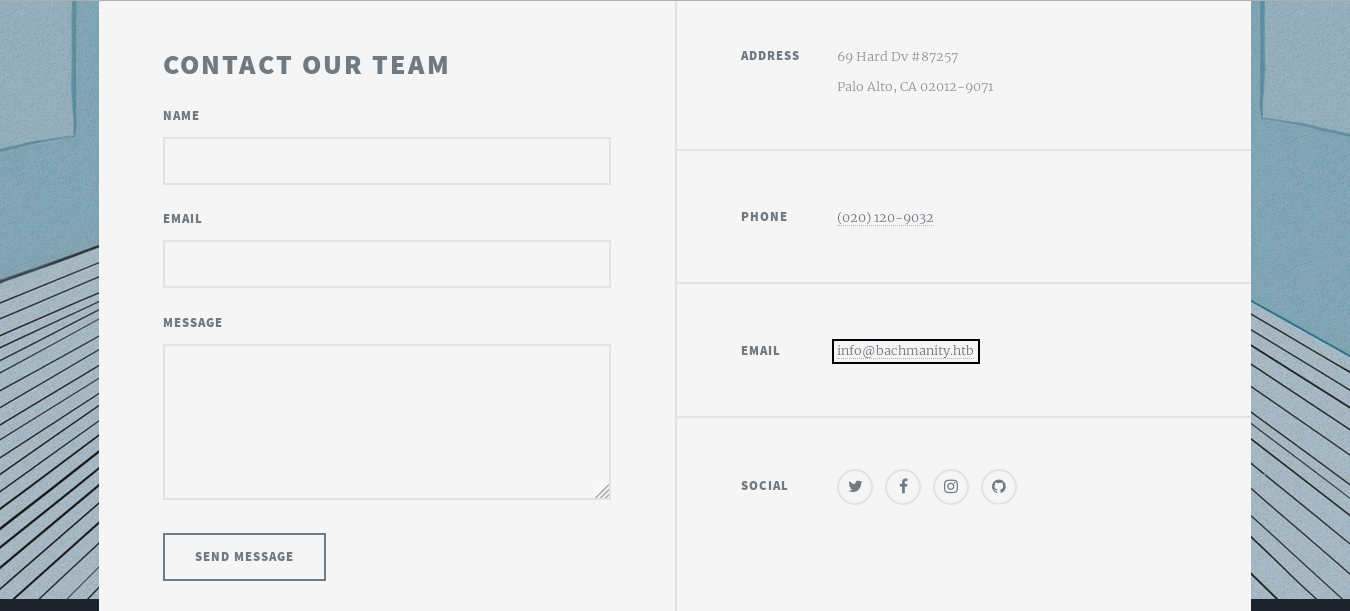 CONTACT OUR TEAM
NAME
EMAIL
MESSAGE
SEND MESSAGE
ADDRESS
69 Hard Dv #87257
Palo Alto, CA 02012-9071
PHONE
(020) 120-9032
EMAIL
info@bachmanity.htb
SOCIAL